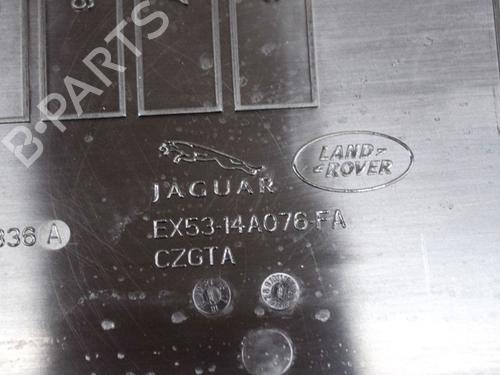 B-PARTS
LAND
ROVER
JAGUAR
EX53-14A076-FA
336 A
CZGTA